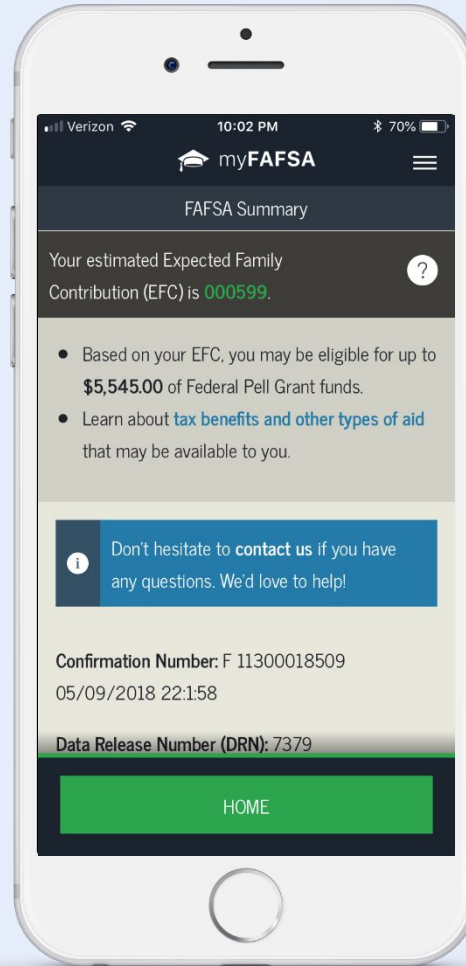 Verizon 10:02 PM 70%
myFAFSA
FAFSA Summary
Your estimated Expected Family
Contribution (EFC) is 000599.
?
• Based on your EFC, you may be eligible for up to
$5,545.00 of Federal Pell Grant funds.
• Learn about tax benefits and other types of aid
that may be available to you.
i
Don't hesitate to contact us if you have
any questions. We'd love to help!
Confirmation Number: F 11300018509
05/09/2018 22:1:58
Data Release Number (DRN): 7379
HOME